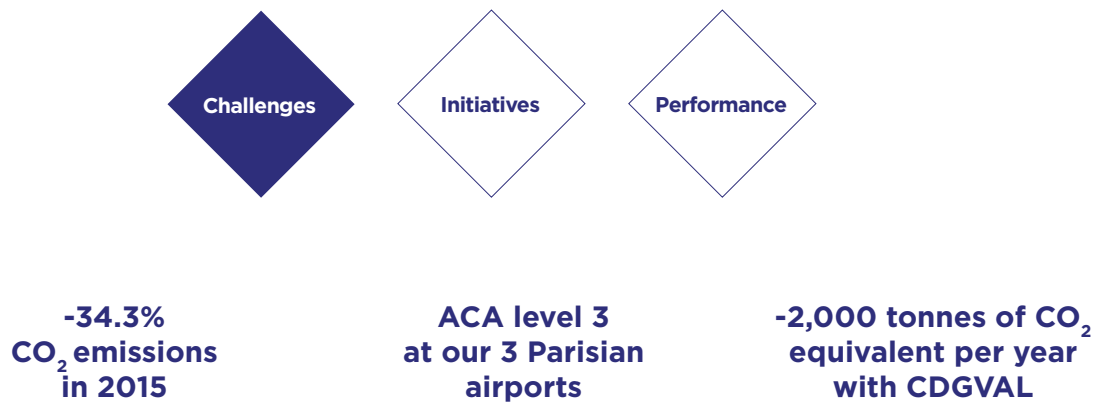 Challenges
Initiatives
Performance
-34.3%
CO₂ emissions
in 2015
ACA level 3
at our 3 Parisian
airports
-2,000 tonnes of CO₂
equivalent per year
with CDGVAL